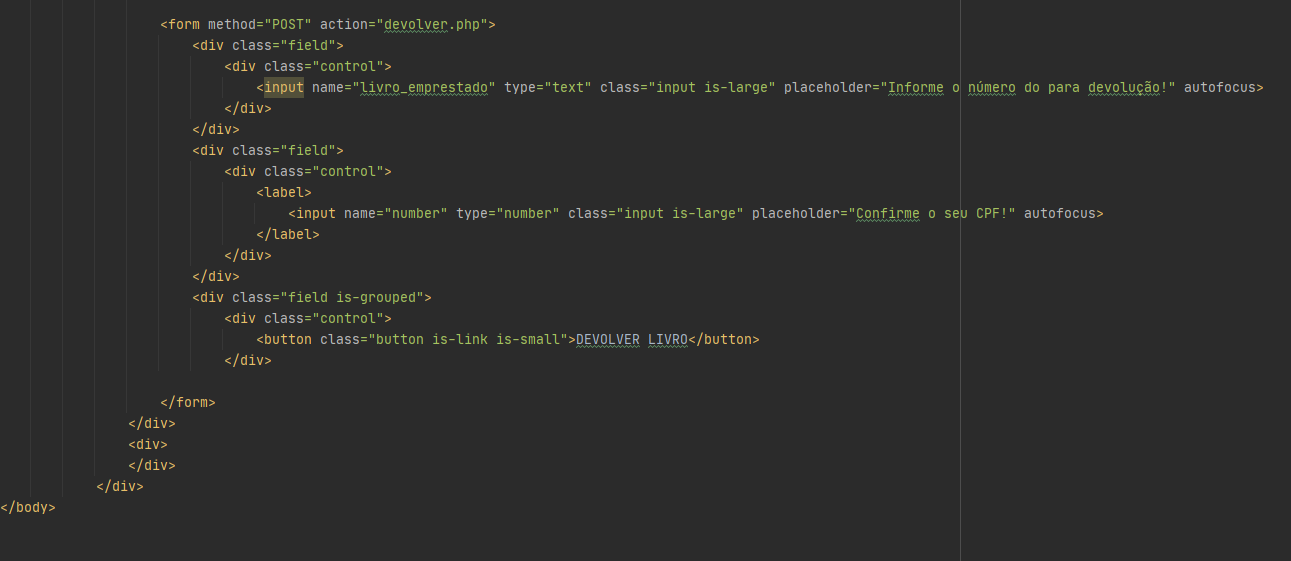 <form method="POST" action="devolver.php">
<div class="field">
<div class="control">
<input name="livro_emprestado" type="text" class="input is-large" placeholder="Informe o número do para devolução!" autofocus>
</div>
</div>
<div class="field">
<div class="control">
<label>
<input name="number" type="number" class="input is-large" placeholder="Confirme o seu CPF!" autofocus>
</label>
</div>
</div>
<div class="field is-grouped">
<div class="control">
<button class="button is-link is-small">DEVOLVER LIVRO</button>
</div>
</form>
</div>
<div>
</div>
</div>
</body>